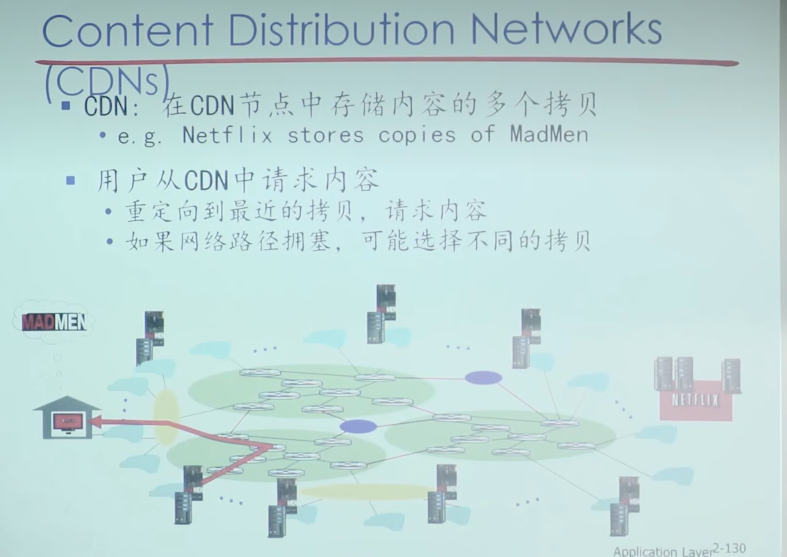 Content Distribution Networks
(CDNs)
CDN: 在CDN节点中存储内容的多个拷贝
e.g. Netflix stores copies of MadMen
用户从CDN中请求内容
重定向到最近的拷贝，请求内容
如果网络路径拥塞，可能选择不同的拷贝
MADMEN
NETFLIX
Application Layer 2-130